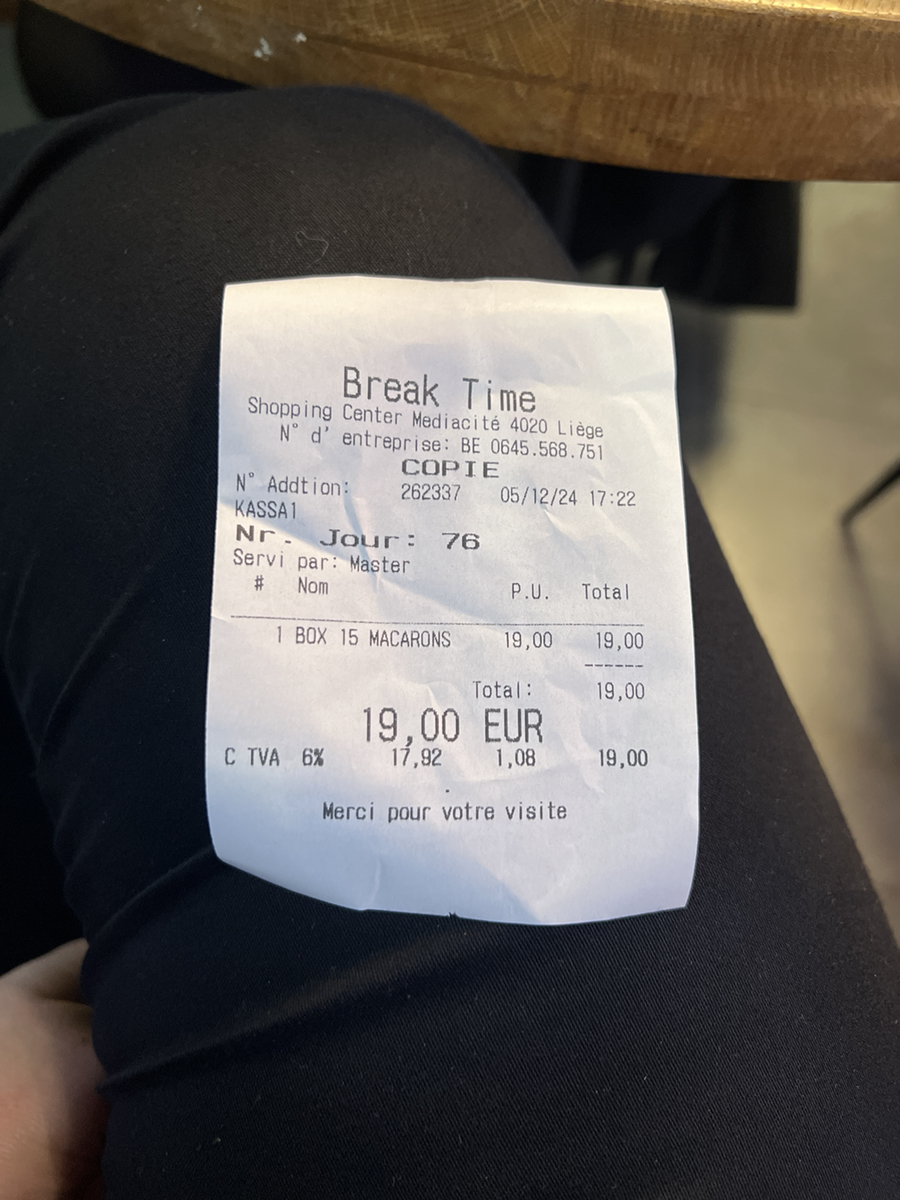 Break Time
Shopping Center Mediacité 4020 Liège
N° d' entreprise: BE 0645.568.751
COPIE
N° Addtion: 262337 05/12/24 17:22
KASSA1
Nr. Jour: 76
Servi par: Master
# Nom P.U. Total
1 BOX 15 MACARONS 19,00 19,00
------
Total: 19,00
19,00 EUR
C TVA 6% 17,92 1,08 19,00
.
Merci pour votre visite